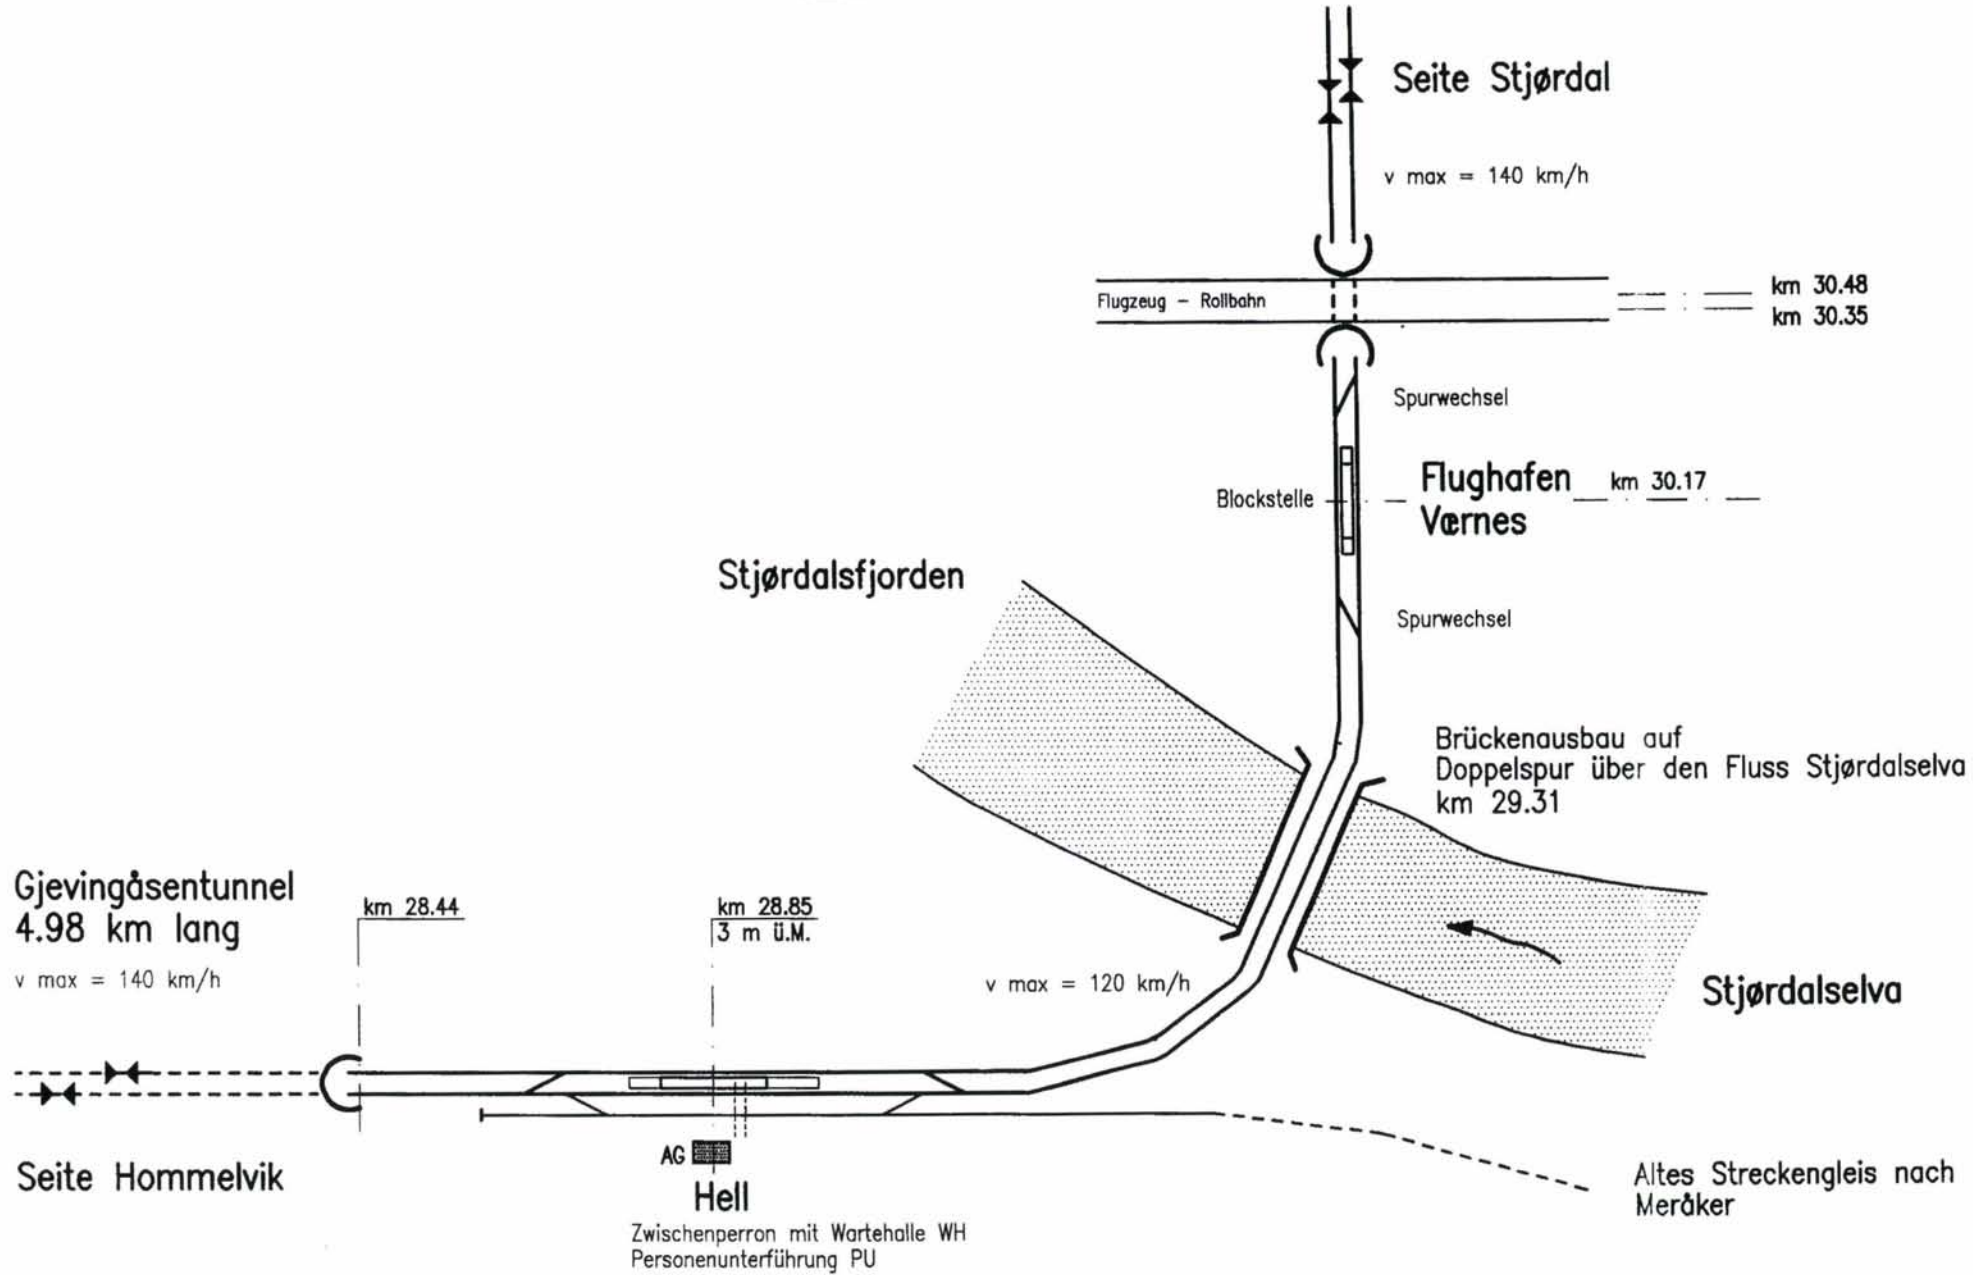 Seite Stjørdal
v max = 140 km/h
Flugzeug - Rollbahn
km 30.48
km 30.35
Spurwechsel
Blockstelle
Flughafen
Værnes
km 30.17
Spurwechsel
Stjørdalsfjorden
Brückenausbau auf
Doppelspur über den Fluss Stjørdalselva
km 29.31
Gjevingåsentunnel
4.98 km lang
v max = 140 km/h
km 28.44
km 28.85
3 m ü.M.
v max = 120 km/h
Stjørdalselva
Seite Hommelvik
AG
Hell
Zwischenperron mit Wartehalle WH
Personenunterführung PU
Altes Streckengleis nach
Meråker